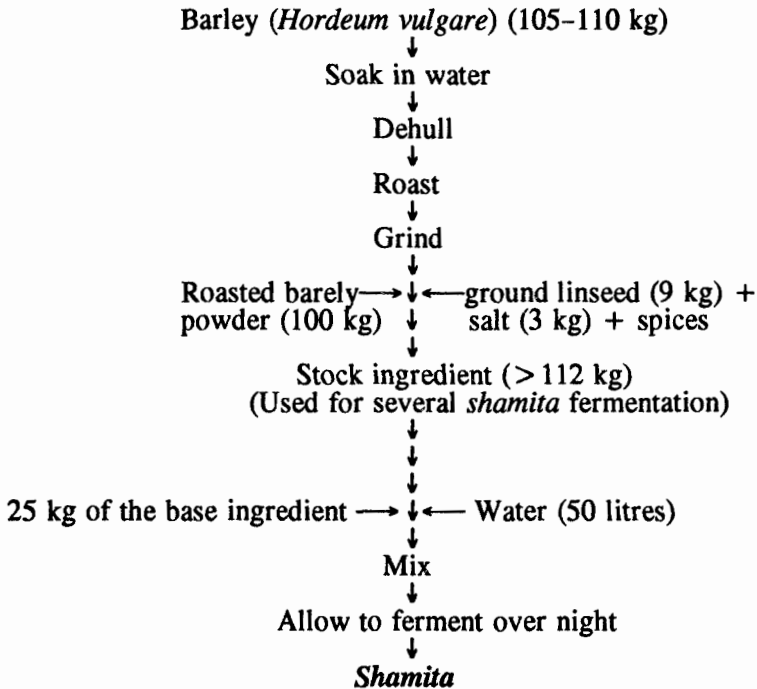 Barley (Hordeum vulgare) (105–110 kg)
↓
Soak in water
↓
Dehull
↓
Roast
↓
Grind
↓
Roasted barely→↓←ground linseed (9 kg) +
powder (100 kg) ↓ salt (3 kg) + spices
↓
Stock ingredient (> 112 kg)
(Used for several shamita fermentation)
↓
↓
↓
25 kg of the base ingredient →↓← Water (50 litres)
↓
Mix
↓
Allow to ferment over night
↓
Shamita